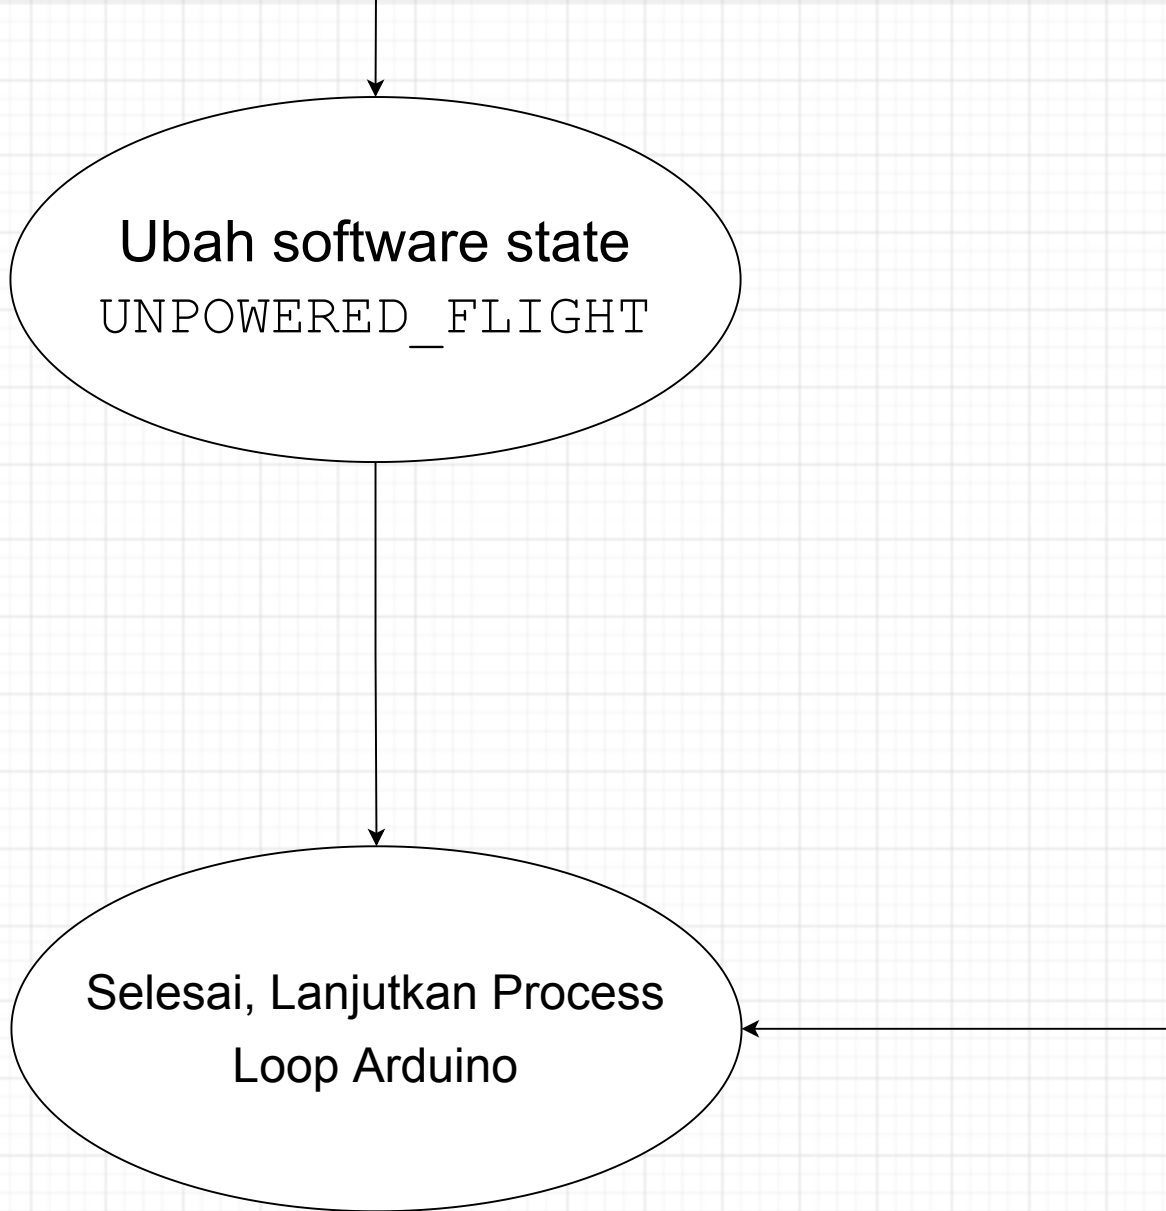 Ubah software state
UNPOWERED_FLIGHT
Selesai, Lanjutkan Process
Loop Arduino